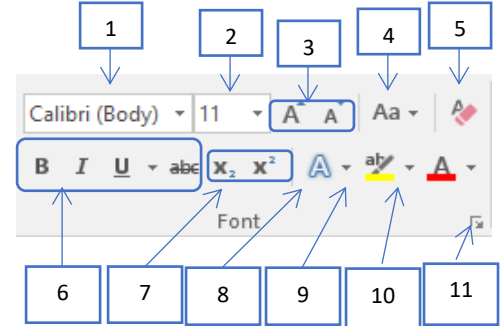 1 2 3 4 5
Calibri (Body) 11 A A Aa A
B I U abc x₂ x² A ab A
Font
6 7 8 9 10 11